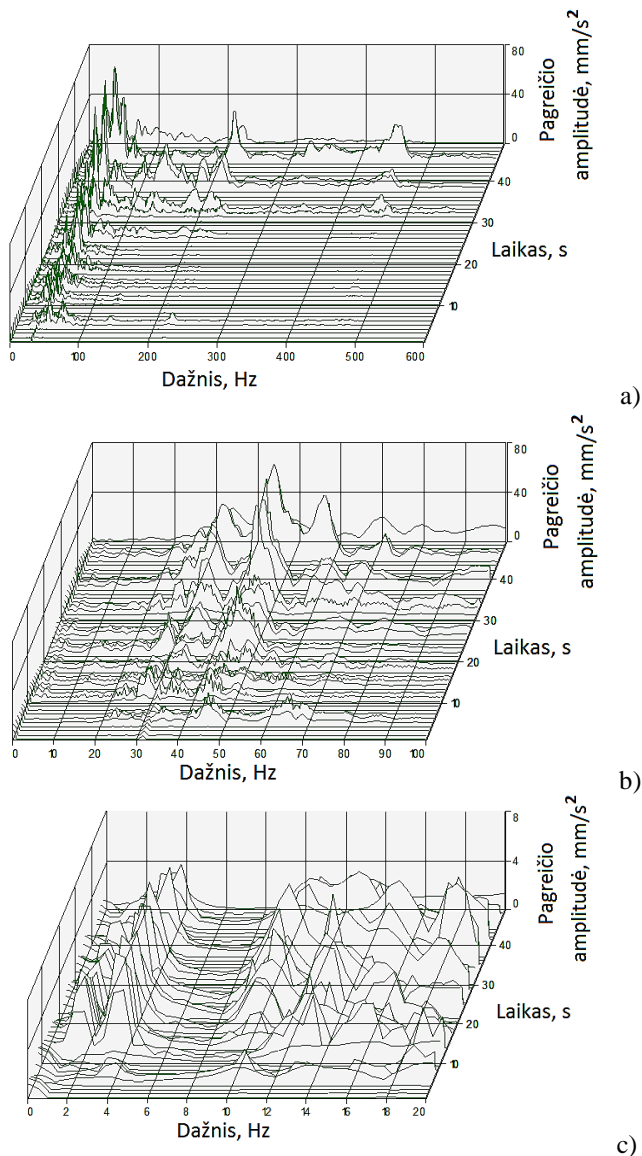 80
40
0
Pagreičio
amplitudė, mm/s²
40
30
20
10
Laikas, s
0 100 200 300 400 500 600
Dažnis, Hz
a)
80
40
0
Pagreičio
amplitudė, mm/s²
40
30
20
10
Laikas, s
0 10 20 30 40 50 60 70 80 90 100
Dažnis, Hz
b)
8
4
0
Pagreičio
amplitudė, mm/s²
40
30
20
10
Laikas, s
0 2 4 6 8 10 12 14 16 18 20
Dažnis, Hz
c)